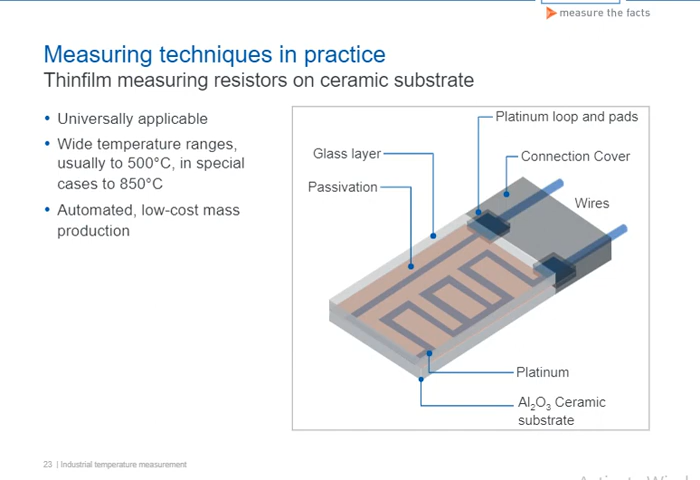 measure the facts
Measuring techniques in practice
Thinfilm measuring resistors on ceramic substrate
• Universally applicable
• Wide temperature ranges,
usually to 500°C, in special
cases to 850°C
• Automated, low-cost mass
production
Platinum loop and pads
Glass layer
Connection Cover
Passivation
Wires
Platinum
Al₂O₃ Ceramic
substrate
23 | Industrial temperature measurement